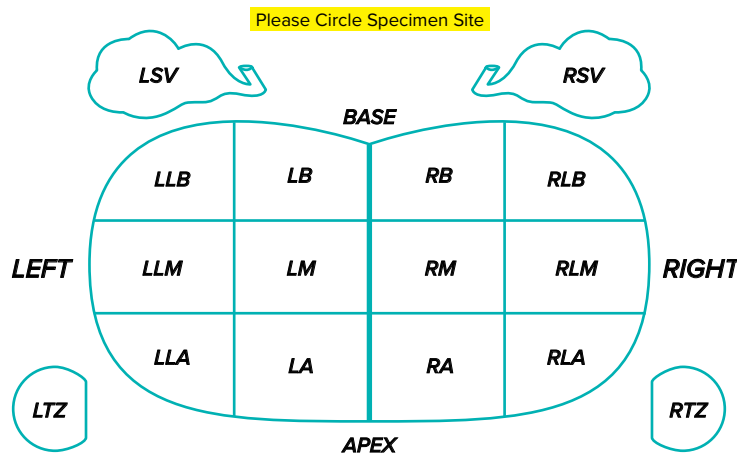 Please Circle Specimen Site
LSV RSV
BASE
LLB LB RB RLB
LEFT LLM LM RM RLM RIGHT
LLA LA RA RLA
LTZ RTZ
APEX